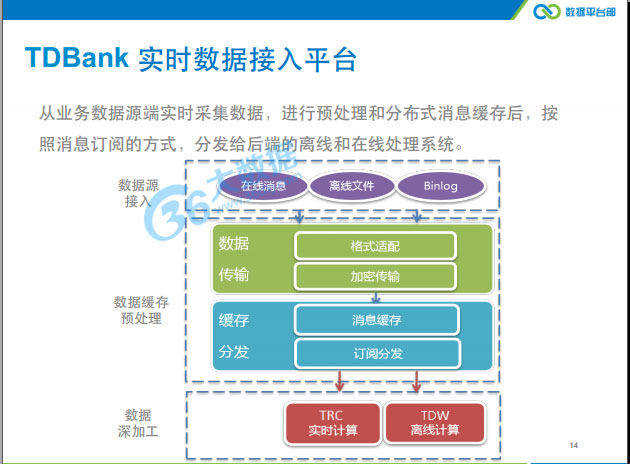 数据平台部
TDBank 实时数据接入平台
从业务数据源端实时采集数据，进行预处理和分布式消息缓存后，按
照消息订阅的方式，分发给后端的离线和在线处理系统。
数据源
接入
在线消息
离线文件
Binlog
36大数据
数据缓存
预处理
数据
传输
格式适配
加密传输
缓存
分发
消息缓存
订阅分发
数据
深加工
TRC
实时计算
TDW
离线计算
14